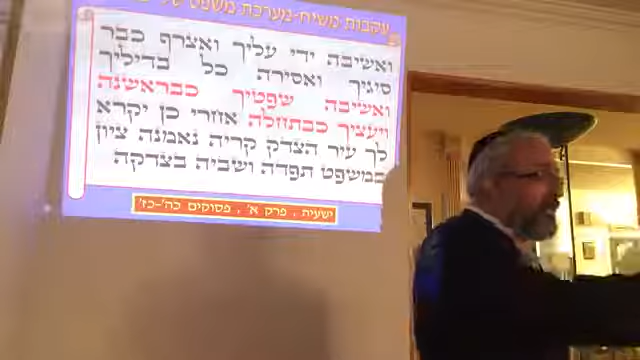 עקבות משיח-מערכת משפט של
ואשיבה ידי עליך ואצרף כבר
סיגיך ואסירה כל בדיליך
ואשיבה שפטיך כבראשנה
ויעציך כבתחלה אחרי כן יקרא
לך עיר הצדק קריה נאמנה ציון
במשפט תפדה ושביה בצדקה
ישעיה . פרק א' . פסוקים כה'-כז'